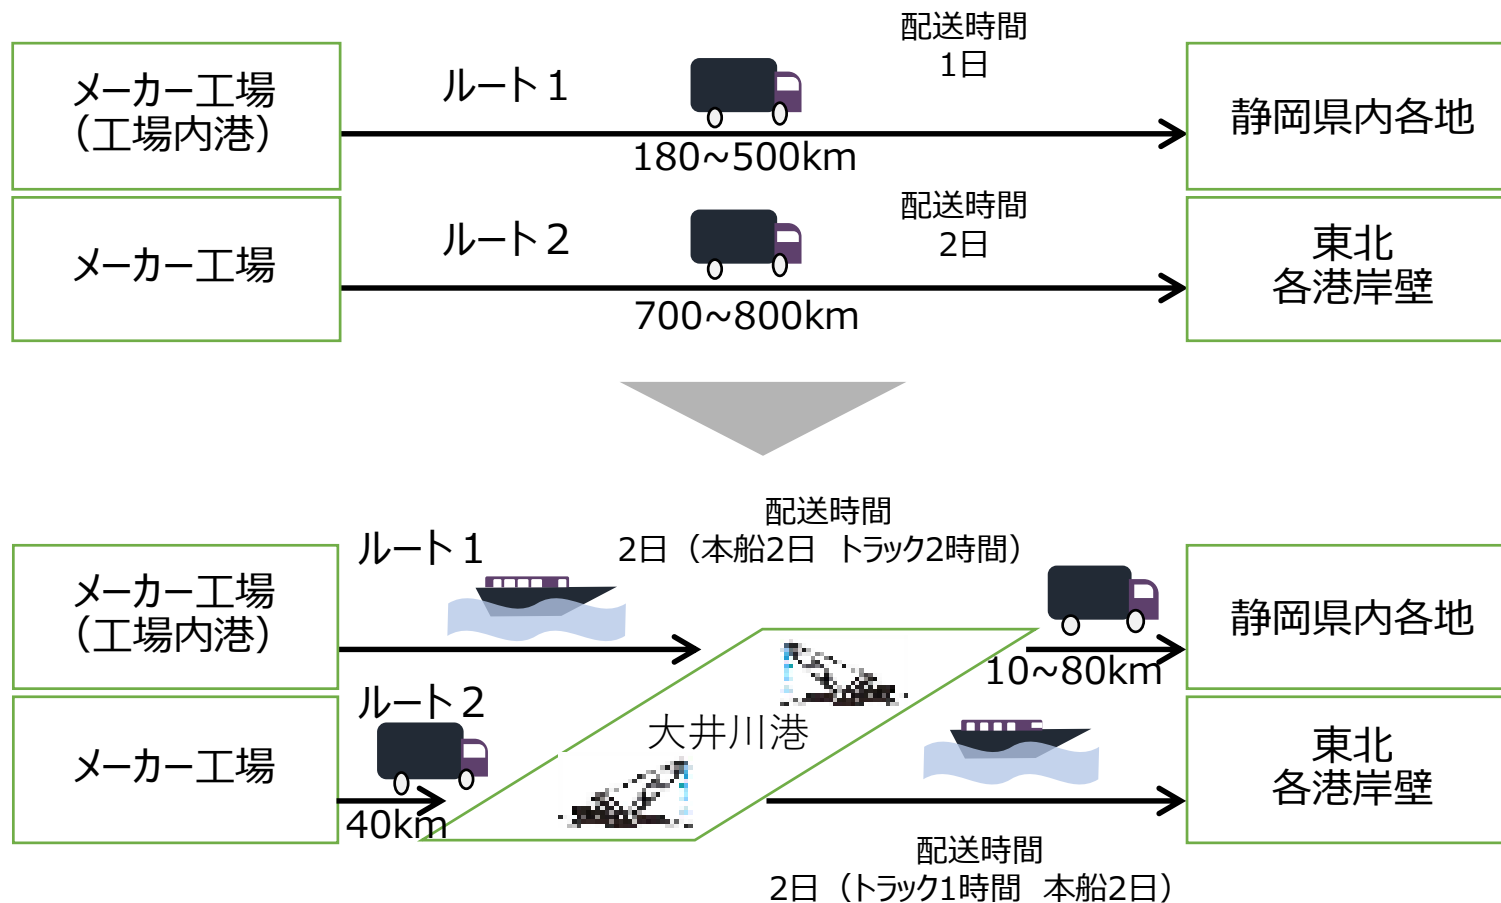 メーカー工場
（工場内港）
ルート１
配送時間
1日
180~500km
静岡県内各地
メーカー工場
ルート２
配送時間
2日
700~800km
東北
各港岸壁
メーカー工場
（工場内港）
ルート１
配送時間
2日（本船2日　トラック2時間）
10~80km
静岡県内各地
メーカー工場
ルート２
40km
大井川港
配送時間
2日（トラック1時間　本船2日）
東北
各港岸壁